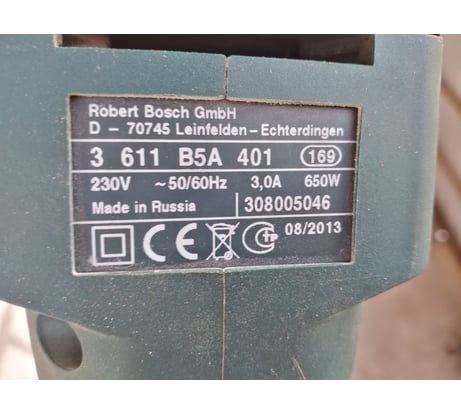 Robert Bosch GmbH
D – 70745 Leinfelden – Echterdingen
3 611 B5A 401 169
230V ~50/60Hz 3,0A 650W
Made in Russia 308005046
CE 08/2013